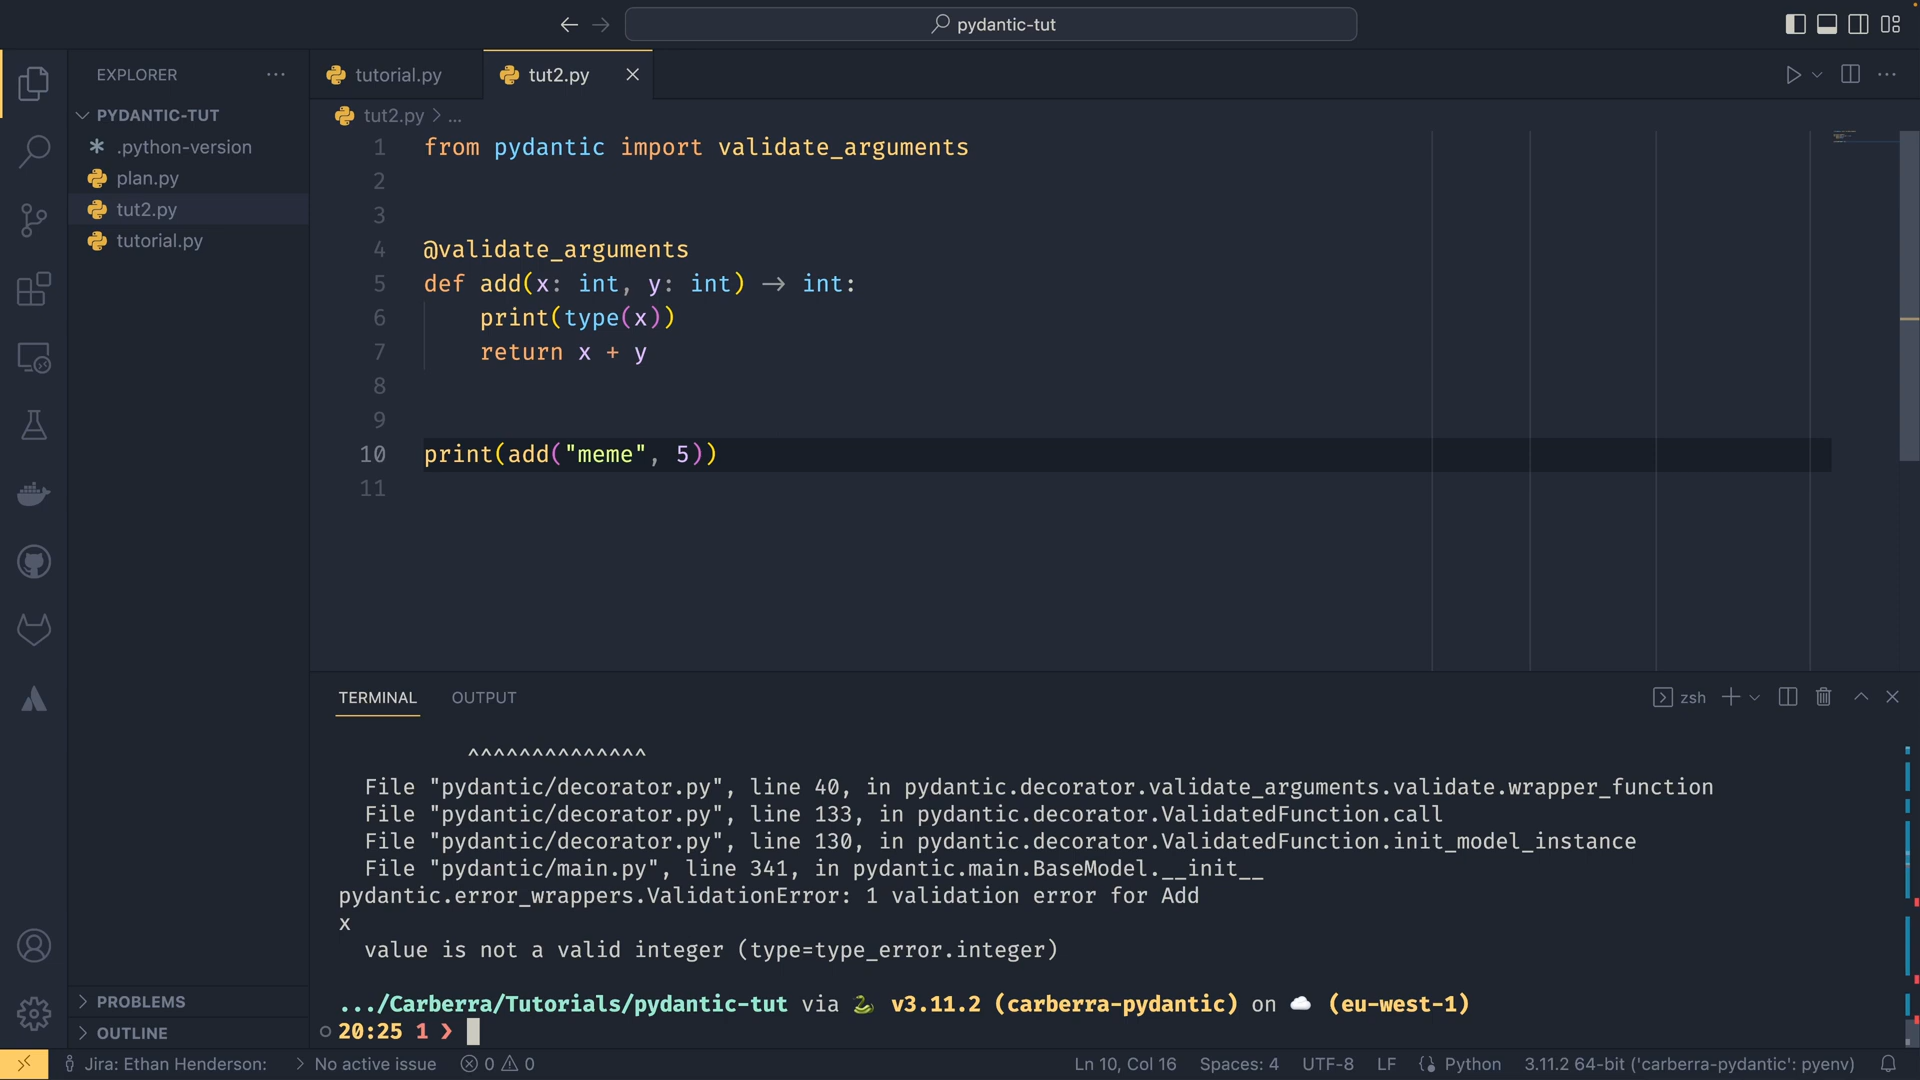 pydantic-tut
EXPLORER
tutorial.py
tut2.py
PYDANTIC-TUT
.python-version
plan.py
tut2.py
tutorial.py
tut2.py > ...
1 from pydantic import validate_arguments
2
3
4 @validate_arguments
5 def add(x: int, y: int) -> int:
6 print(type(x))
7 return x + y
8
9
10 print(add("meme", 5))
11
TERMINAL OUTPUT
zsh
^^^^^^^^^^^^^^
File "pydantic/decorator.py", line 40, in pydantic.decorator.validate_arguments.validate.wrapper_function
File "pydantic/decorator.py", line 133, in pydantic.decorator.ValidatedFunction.call
File "pydantic/decorator.py", line 130, in pydantic.decorator.ValidatedFunction.init_model_instance
File "pydantic/main.py", line 341, in pydantic.main.BaseModel.__init__
pydantic.error_wrappers.ValidationError: 1 validation error for Add
x
value is not a valid integer (type=type_error.integer)
.../Carberra/Tutorials/pydantic-tut via 🐍 v3.11.2 (carberra-pydantic) on ☁️ (eu-west-1)
20:25 1 ❯
PROBLEMS
OUTLINE
Jira: Ethan Henderson: > No active issue 0 0
Ln 10, Col 16 Spaces: 4 UTF-8 LF Python 3.11.2 64-bit ('carberra-pydantic': pyenv)